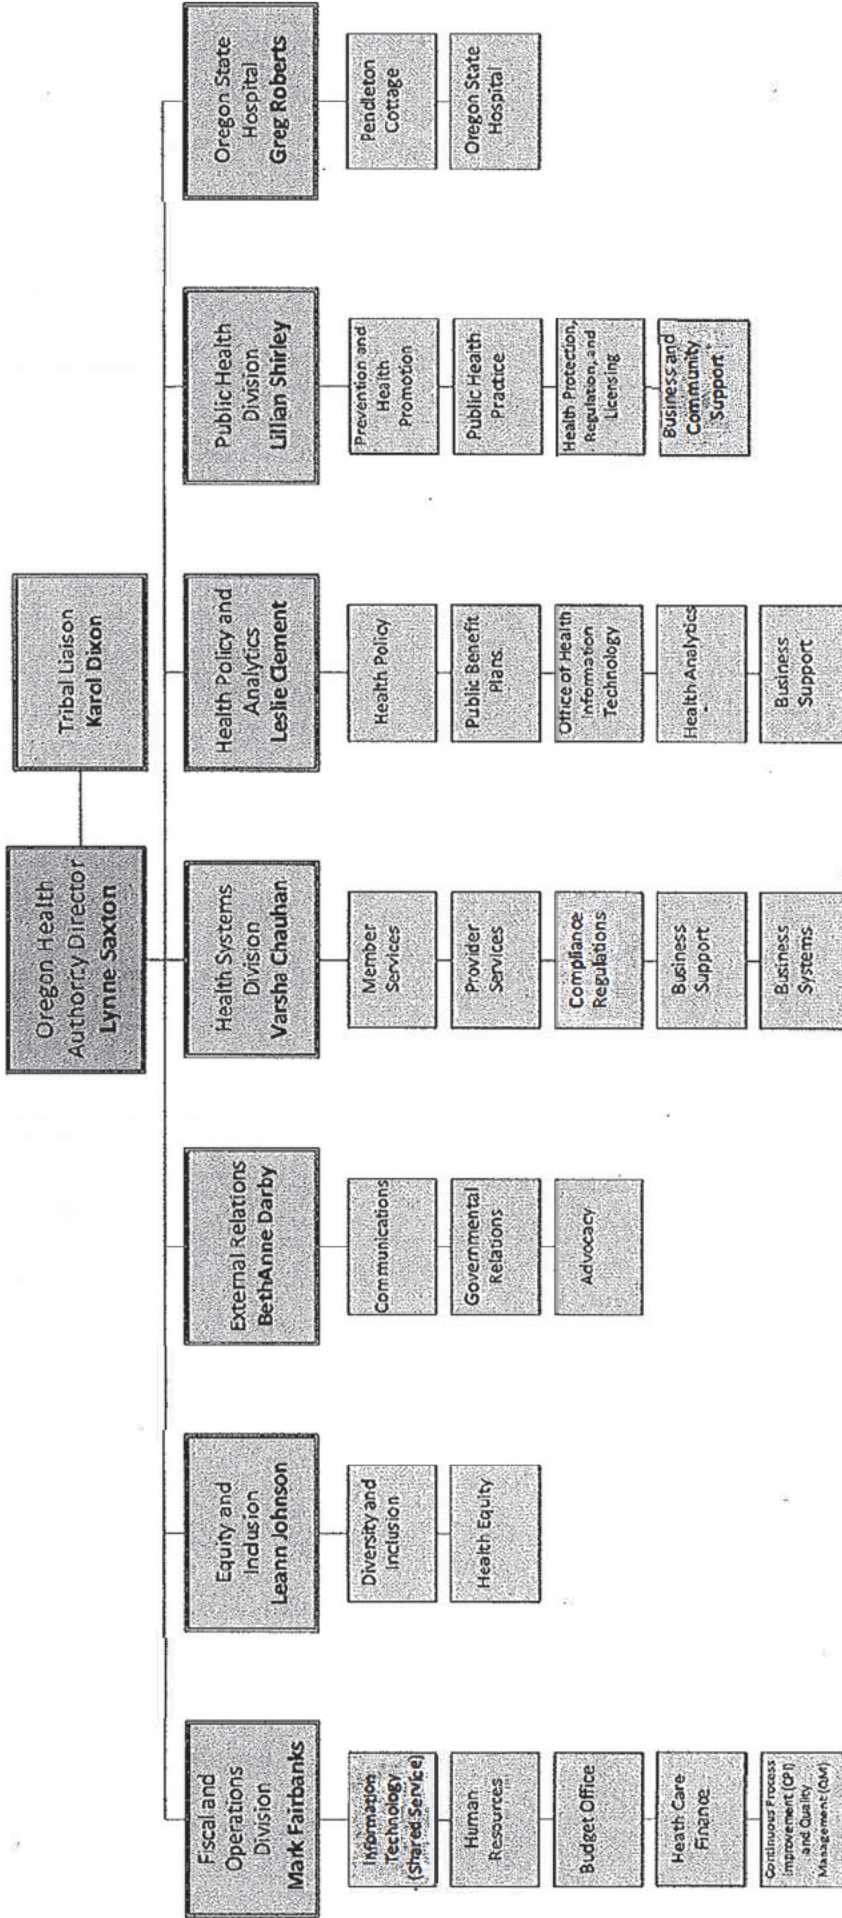 Oregon Health
Authority Director
Lynne Saxton
Tribal Liaison
Karol Dixon
Fiscal and
Operations
Division
Mark Fairbanks
Information
Technology
(Shared Service)
Human
Resources
Budget Office
Heath Care
Finance
Continuous Process
Improvement (CPI)
and Quality
Management (QM)
Equity and
Inclusion
Leann Johnson
Diversity and
Inclusion
Health Equity
External Relations
BethAnne Darby
Communications
Governmental
Relations
Advocacy
Health Systems
Division
Varsha Chauhan
Member
Services
Provider
Services
Compliance
Regulations
Business
Support
Business
Systems
Health Policy and
Analytics
Leslie Clement
Health Policy
Public Benefit
Plans
Office of Health
Information
Technology
Health Analytics
Business
Support
Public Health
Division
Lillian Shirley
Prevention and
Health
Promotion
Public Health
Practice
Health Protection,
Regulation, and
Licensing
Business and
Community
Support
Oregon State
Hospital
Greg Roberts
Pendleton
Cottage
Oregon State
Hospital